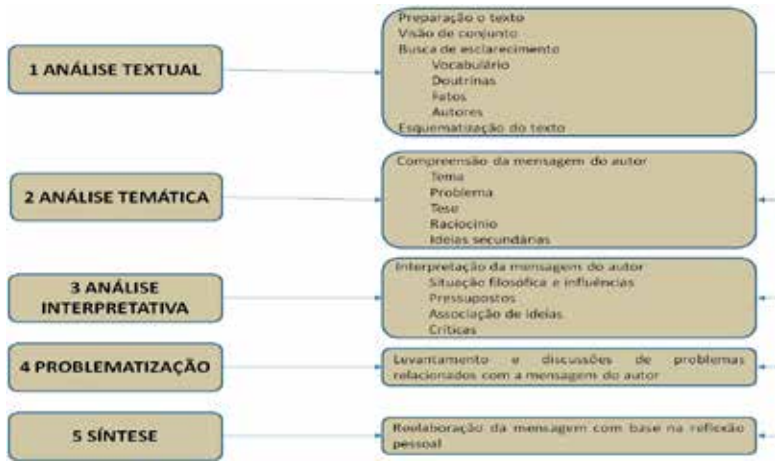 1 ANÁLISE TEXTUAL
Preparação o texto
Visão de conjunto
Busca de esclarecimento
Vocabulário
Doutrinas
Fatos
Autores
Esquematização do texto
2 ANÁLISE TEMÁTICA
Compreensão da mensagem do autor
Tema
Problema
Tese
Raciocínio
Ideias secundárias
3 ANÁLISE
INTERPRETATIVA
Interpretação da mensagem do autor
Situação filosófica e influências
Pressupostos
Associação de ideias
Críticas
4 PROBLEMATIZAÇÃO
Levantamento e discussões de problemas
relacionados com a mensagem do autor
5 SÍNTESE
Reelaboração da mensagem com base na reflexão
pessoal